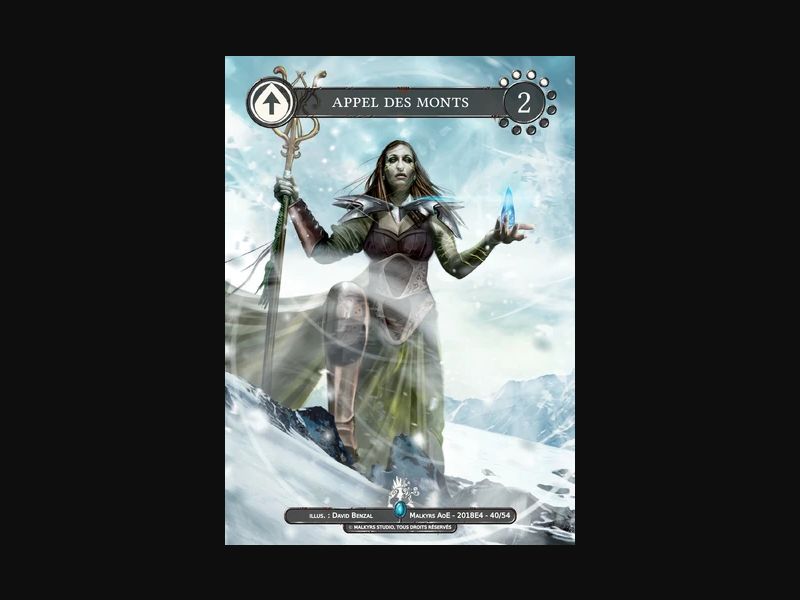 APPEL DES MONTS
2
ILLUS. : DAVID BENZAL
MALKYRS AOE - 2018E4 - 40/54
© MALKYRS STUDIO, TOUS DROITS RÉSERVÉS